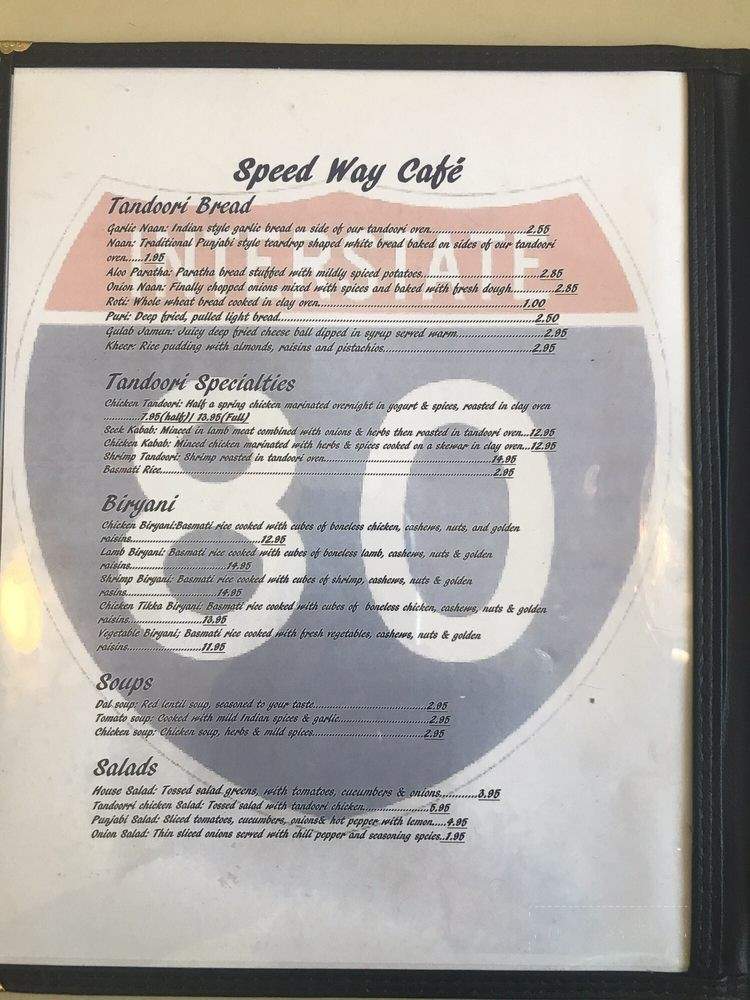 Speed Way Café
Tandoori Bread
Garlic Naan: Indian style garlic bread on side of our tandoori oven............................2.55
Naan: Traditional Punjabi style teardrop shaped white bread baked on sides of our tandoori
oven......1.95
Aloo Paratha: Paratha bread stuffed with mildly spiced potatoes..........................2.85
Onion Naan: Finally chopped onions mixed with spices and baked with fresh dough..........2.85
Roti: Whole wheat bread cooked in clay oven..............................................1.00
Puri: Deep fried, pulled light bread.........................................................2.50
Gulab Jamun: Juicy deep fried cheese ball dipped in syrup served warm...................2.95
Kheer: Rice pudding with almonds, raisins and pistachios.................................2.95
Tandoori Specialties
Chicken Tandoori: Half a spring chicken marinated overnight in yogurt & spices, roasted in clay oven
...........7.95(half)/ 13.95(Full)
Seek Kabab: Minced in lamb meat combined with onions & herbs then roasted in tandoori oven...12.95
Chicken Kabab: Minced chicken marinated with herbs & spices cooked on a skewar in clay oven...12.95
Shrimp Tandoori: Shrimp roasted in tandoori oven.....................................14.95
Basmati Rice...........................................................................2.95
Biryani
Chicken Biryani:Basmati rice cooked with cubes of boneless chicken, cashews, nuts, and golden
raisins............................12.95
Lamb Biryani: Basmati rice cooked with cubes of boneless lamb, cashews, nuts & golden
raisins.....................14.95
Shrimp Biryani: Basmati rice cooked with cubes of shrimp, cashews, nuts & golden
rasins....................14.95
Chicken Tikka Biryani: Basmati rice cooked with cubes of boneless chicken, cashews, nuts & golden
raisins................13.95
Vegetable Biryani; Basmati rice cooked with fresh vegetables, cashews, nuts & golden
raisins................11.95
Soups
Dal soup: Red lentil soup, seasoned to your taste........................2.95
Tomato soup: Cooked with mild Indian spices & garlic...................2.95
Chicken soup: Chicken soup, herbs & mild spices........................2.95
Salads
House Salad: Tossed salad greens, with tomatoes, cucumbers & onions...........3.95
Tandoorri chicken Salad: Tossed salad with tandoori chicken..............5.95
Punjabi Salad: Sliced tomatoes, cucumbers, onions& hot pepper with lemon.....4.95
Onion Salad: Thin sliced onions served with chili pepper and seasoning spcies..1.95
INTERSTATE
80